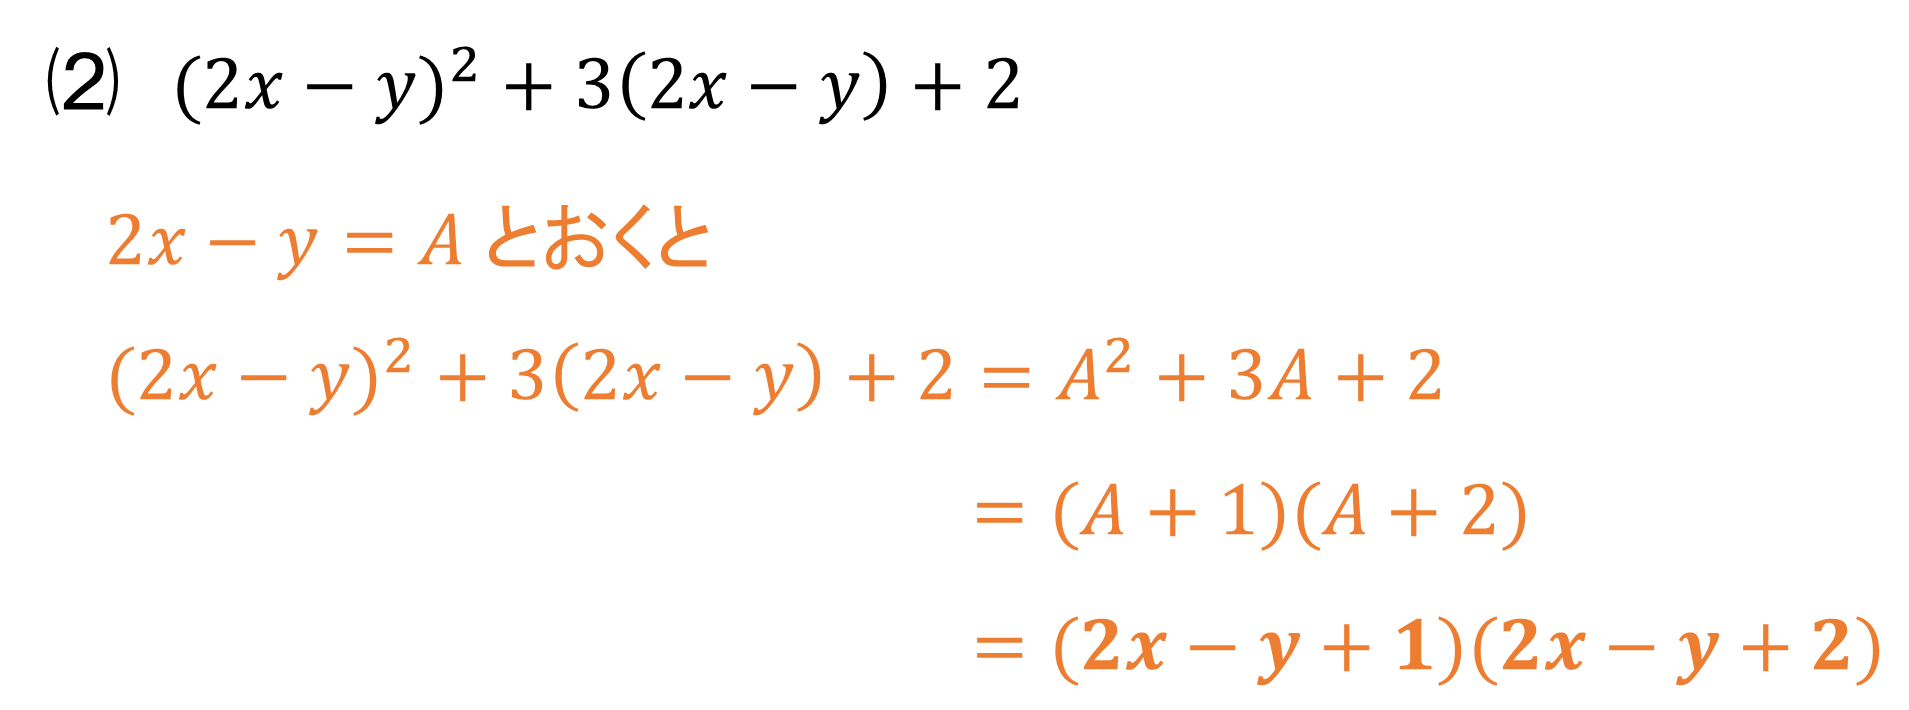 ⑵ (2x − y)² + 3(2x − y) + 2
2x − y = A とおくと
(2x − y)² + 3(2x − y) + 2 = A² + 3A + 2
= (A + 1)(A + 2)
= (2x − y + 1)(2x − y + 2)